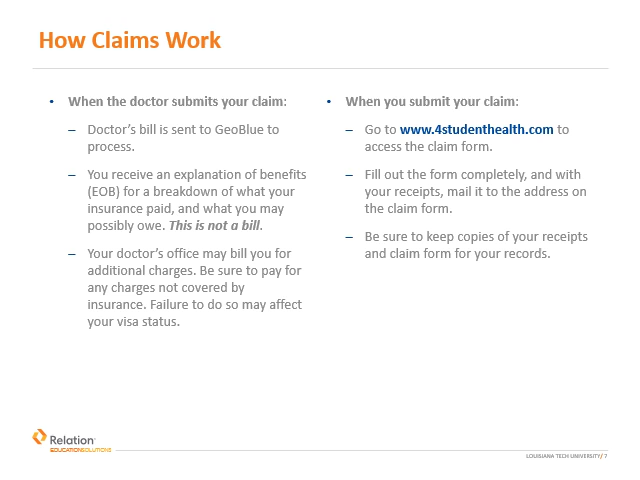 How Claims Work
• When the doctor submits your claim:
– Doctor's bill is sent to GeoBlue to
process.
– You receive an explanation of benefits
(EOB) for a breakdown of what your
insurance paid, and what you may
possibly owe. This is not a bill.
– Your doctor's office may bill you for
additional charges. Be sure to pay for
any charges not covered by
insurance. Failure to do so may affect
your visa status.
• When you submit your claim:
– Go to www.4studenthealth.com to
access the claim form.
– Fill out the form completely, and with
your receipts, mail it to the address on
the claim form.
– Be sure to keep copies of your receipts
and claim form for your records.
Relation
EDUCATIONSOLUTIONS
LOUISIANA TECH UNIVERSITY/ 7